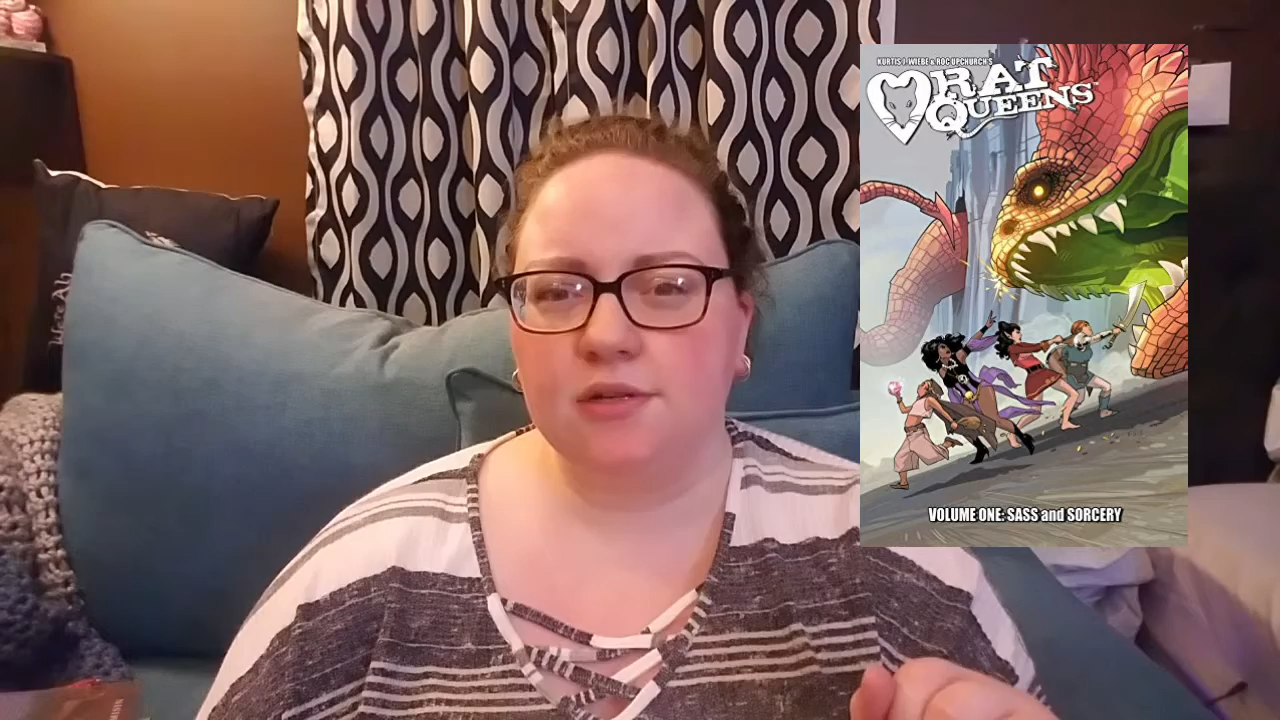 KURTIS J. WIEBE & ROC UPCHURCH'S
RAT
QUEENS
VOLUME ONE: SASS and SORCERY